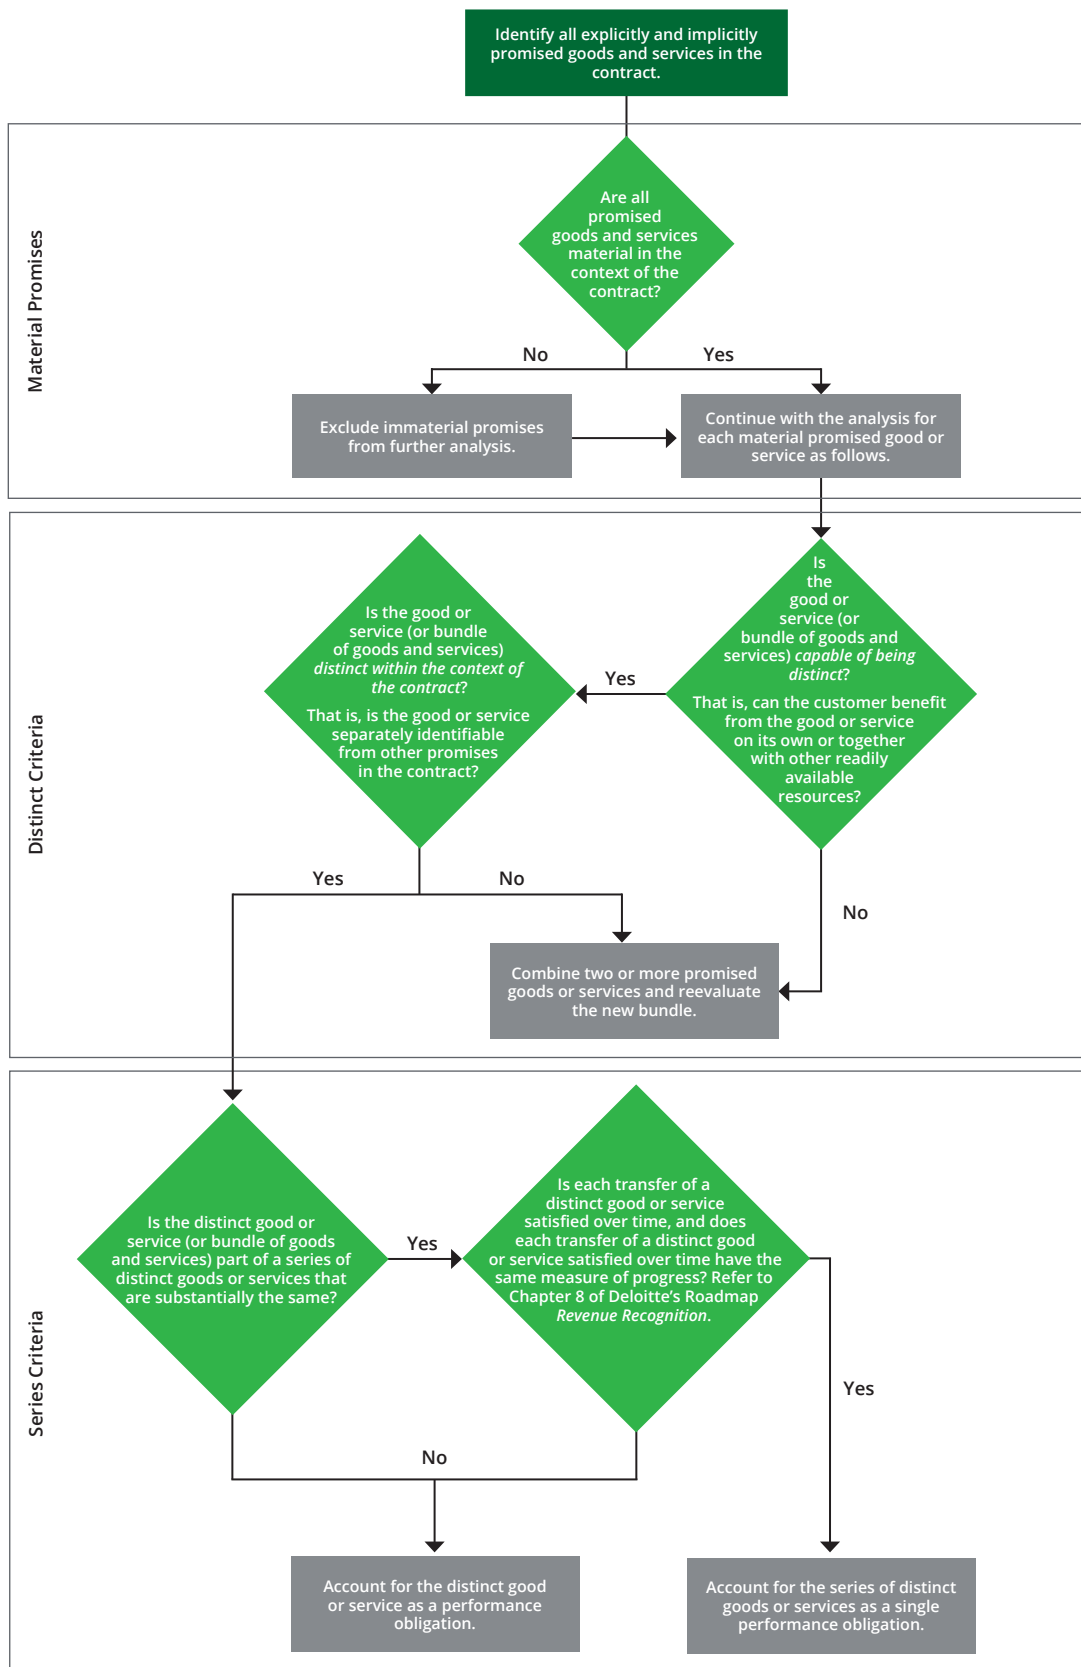 Identify all explicitly and implicitly
promised goods and services in the
contract.
Material Promises
Are all
promised
goods and services
material in the
context of the
contract?
No
Yes
Exclude immaterial promises
from further analysis.
Continue with the analysis for
each material promised good or
service as follows.
Distinct Criteria
Is
the
good or
service (or
bundle of goods and
services) capable of being
distinct?
That is, can the customer benefit
from the good or service
on its own or together
with other readily
available
resources?
Yes
Is the good or
service (or bundle
of goods and services)
distinct within the context of
the contract?
That is, is the good or service
separately identifiable
from other promises
in the contract?
Yes
No
No
Combine two or more promised
goods or services and reevaluate
the new bundle.
Series Criteria
Is the distinct good or
service (or bundle of goods
and services) part of a series of
distinct goods or services that
are substantially the same?
Yes
Is each transfer of a
distinct good or service
satisfied over time, and does
each transfer of a distinct good
or service satisfied over time have the
same measure of progress? Refer to
Chapter 8 of Deloitte’s Roadmap
Revenue Recognition.
Yes
No
Account for the distinct good
or service as a performance
obligation.
Account for the series of distinct
goods or services as a single
performance obligation.